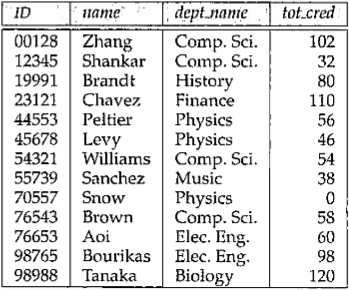 ID name dept_name tot_cred
00128 Zhang Comp. Sci. 102
12345 Shankar Comp. Sci. 32
19991 Brandt History 80
23121 Chavez Finance 110
44553 Peltier Physics 56
45678 Levy Physics 46
54321 Williams Comp. Sci. 54
55739 Sanchez Music 38
70557 Snow Physics 0
76543 Brown Comp. Sci. 58
76653 Aoi Elec. Eng. 60
98765 Bourikas Elec. Eng. 98
98988 Tanaka Biology 120